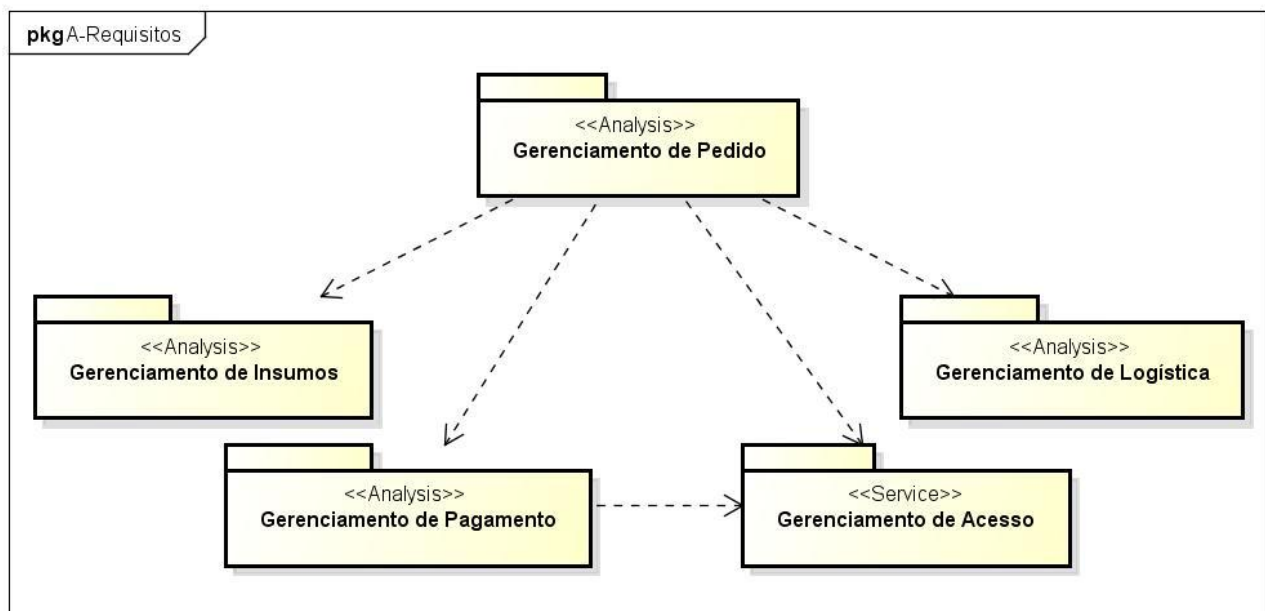 pkg A-Requisitos
<<Analysis>>
Gerenciamento de Pedido
<<Analysis>>
Gerenciamento de Insumos
<<Analysis>>
Gerenciamento de Logística
<<Analysis>>
Gerenciamento de Pagamento
<<Service>>
Gerenciamento de Acesso